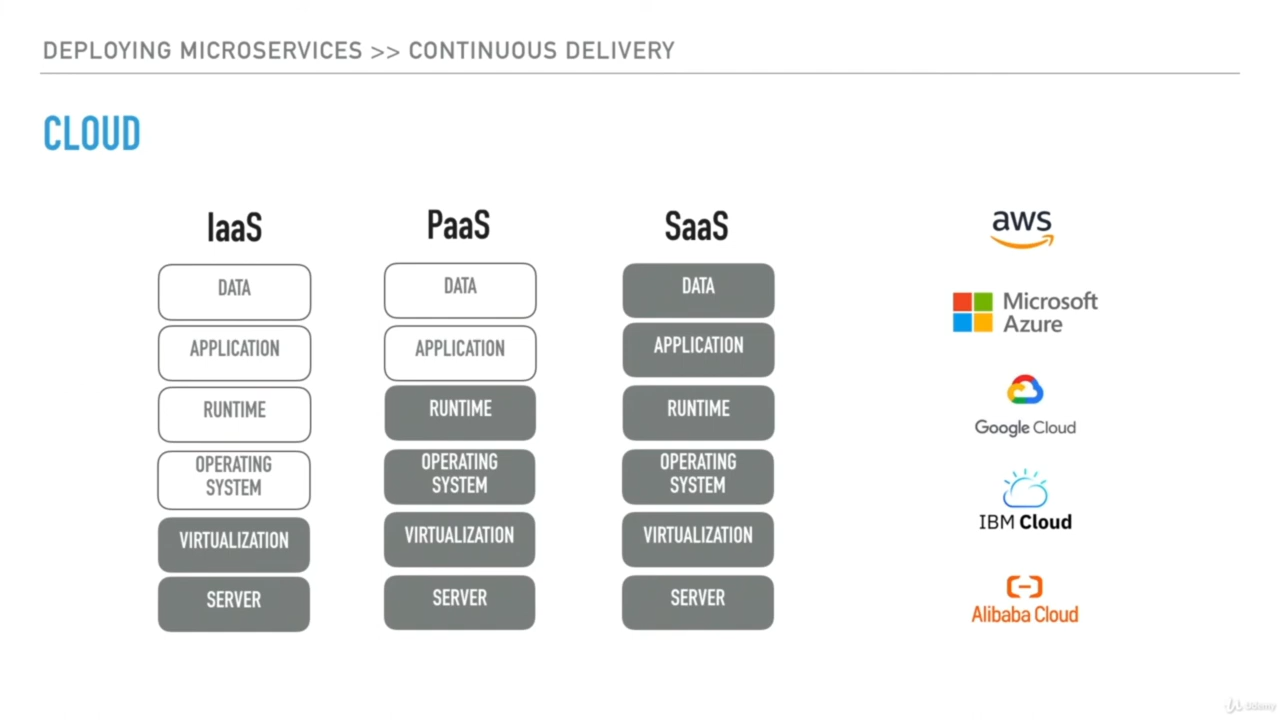 DEPLOYING MICROSERVICES >> CONTINUOUS DELIVERY
CLOUD
IaaS
DATA
APPLICATION
RUNTIME
OPERATING
SYSTEM
VIRTUALIZATION
SERVER
PaaS
DATA
APPLICATION
RUNTIME
OPERATING
SYSTEM
VIRTUALIZATION
SERVER
SaaS
DATA
APPLICATION
RUNTIME
OPERATING
SYSTEM
VIRTUALIZATION
SERVER
aws
Microsoft
Azure
Google Cloud
IBM Cloud
Alibaba Cloud
Udemy